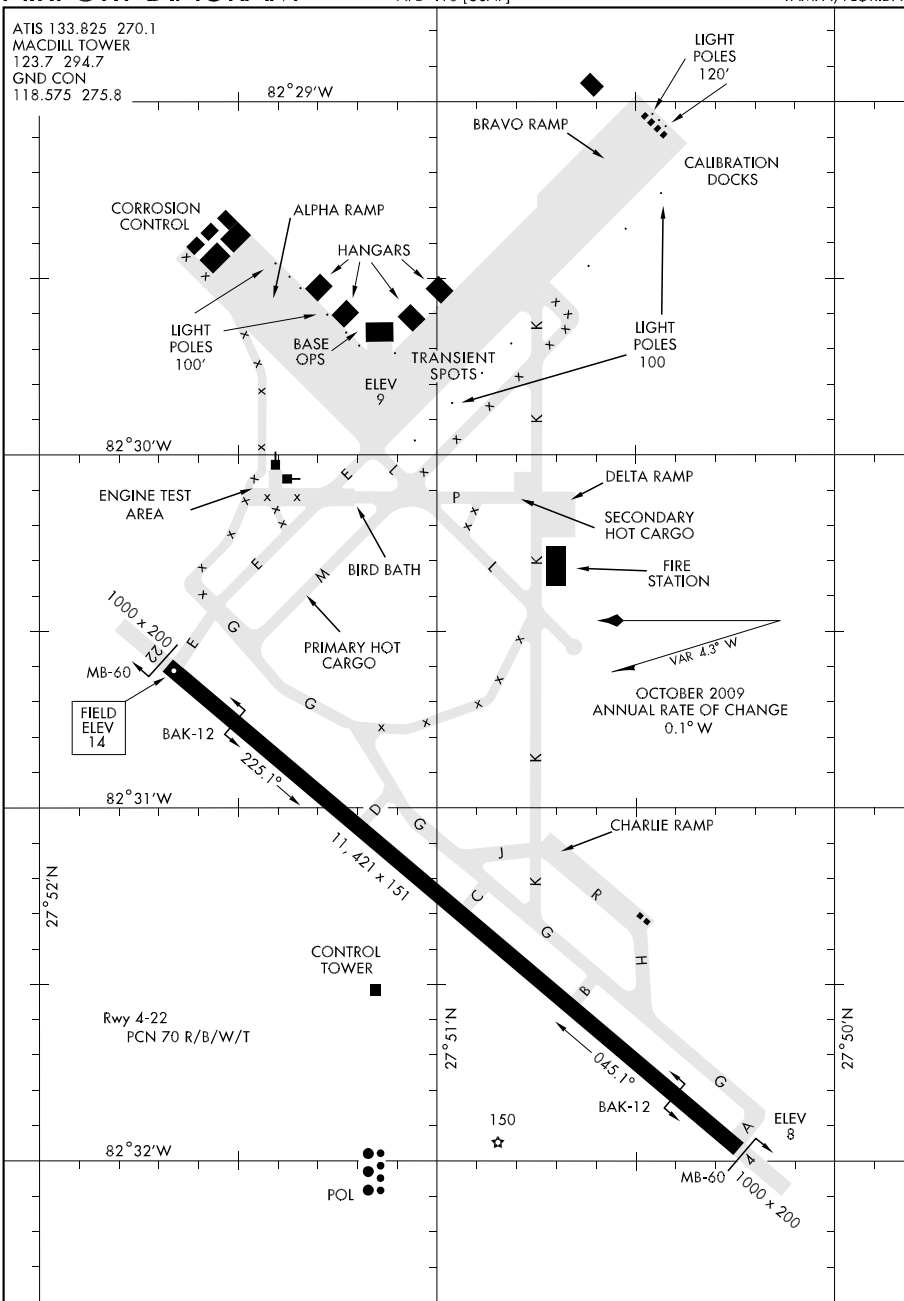 ATIS 133.825 270.1
MACDILL TOWER
123.7 294.7
GND CON
118.575 275.8
82°29'W
LIGHT
POLES
120'
BRAVO RAMP
CALIBRATION
DOCKS
CORROSION
CONTROL
ALPHA RAMP
HANGARS
LIGHT
POLES
100'
BASE
OPS
ELEV
9
TRANSIENT
SPOTS
LIGHT
POLES
100
K
K
82°30'W
E
L
P
ENGINE TEST
AREA
DELTA RAMP
SECONDARY
HOT CARGO
BIRD BATH
E
M
L
K
FIRE
STATION
1000 x 200
G
E
PRIMARY HOT
CARGO
22
MB-60
VAR 4.3° W
OCTOBER 2009
ANNUAL RATE OF CHANGE
0.1° W
FIELD
ELEV
14
G
BAK-12
225.1°
K
82°31'W
D
G
CHARLIE RAMP
11, 421 x 151
J
K
R
C
27°52'N
G
H
CONTROL
TOWER
B
Rwy 4-22
PCN 70 R/B/W/T
27°51'N
27°50'N
045.1°
G
BAK-12
A
ELEV
8
150
82°32'W
4
MB-60
1000 x 200
POL